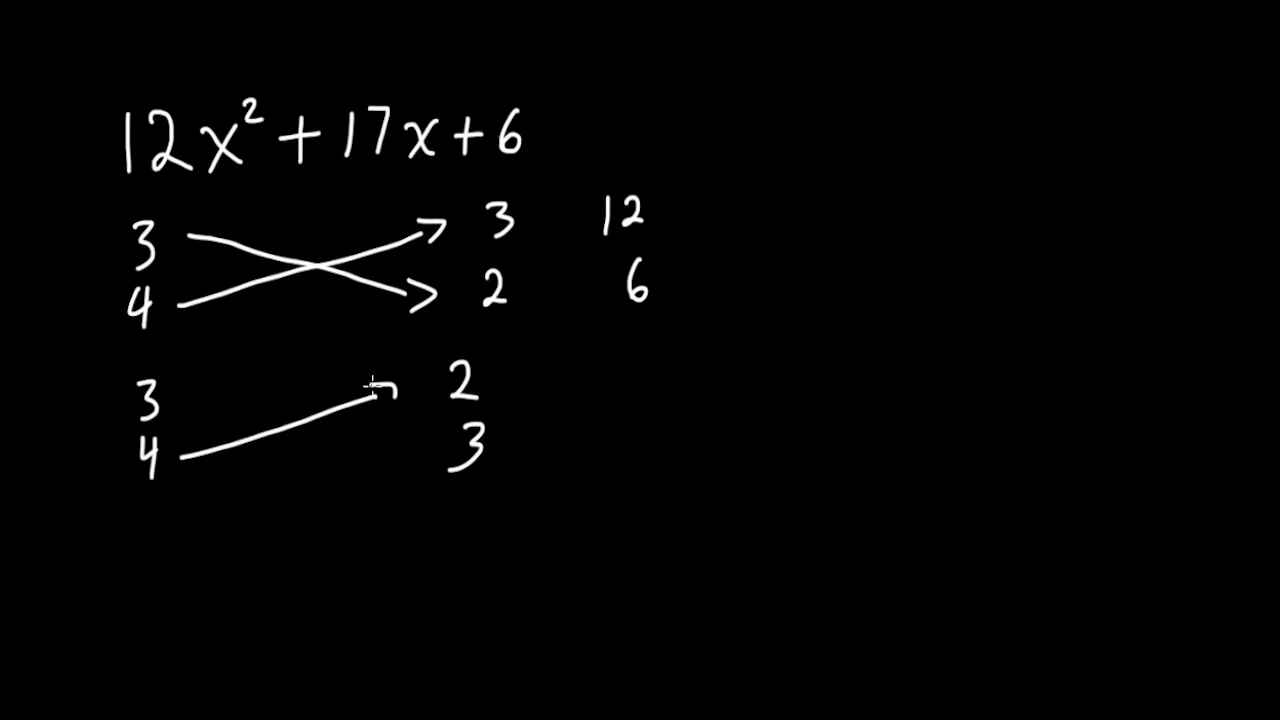 12x² + 17x + 6
3 3 12
4 2 6
3 2
4 3